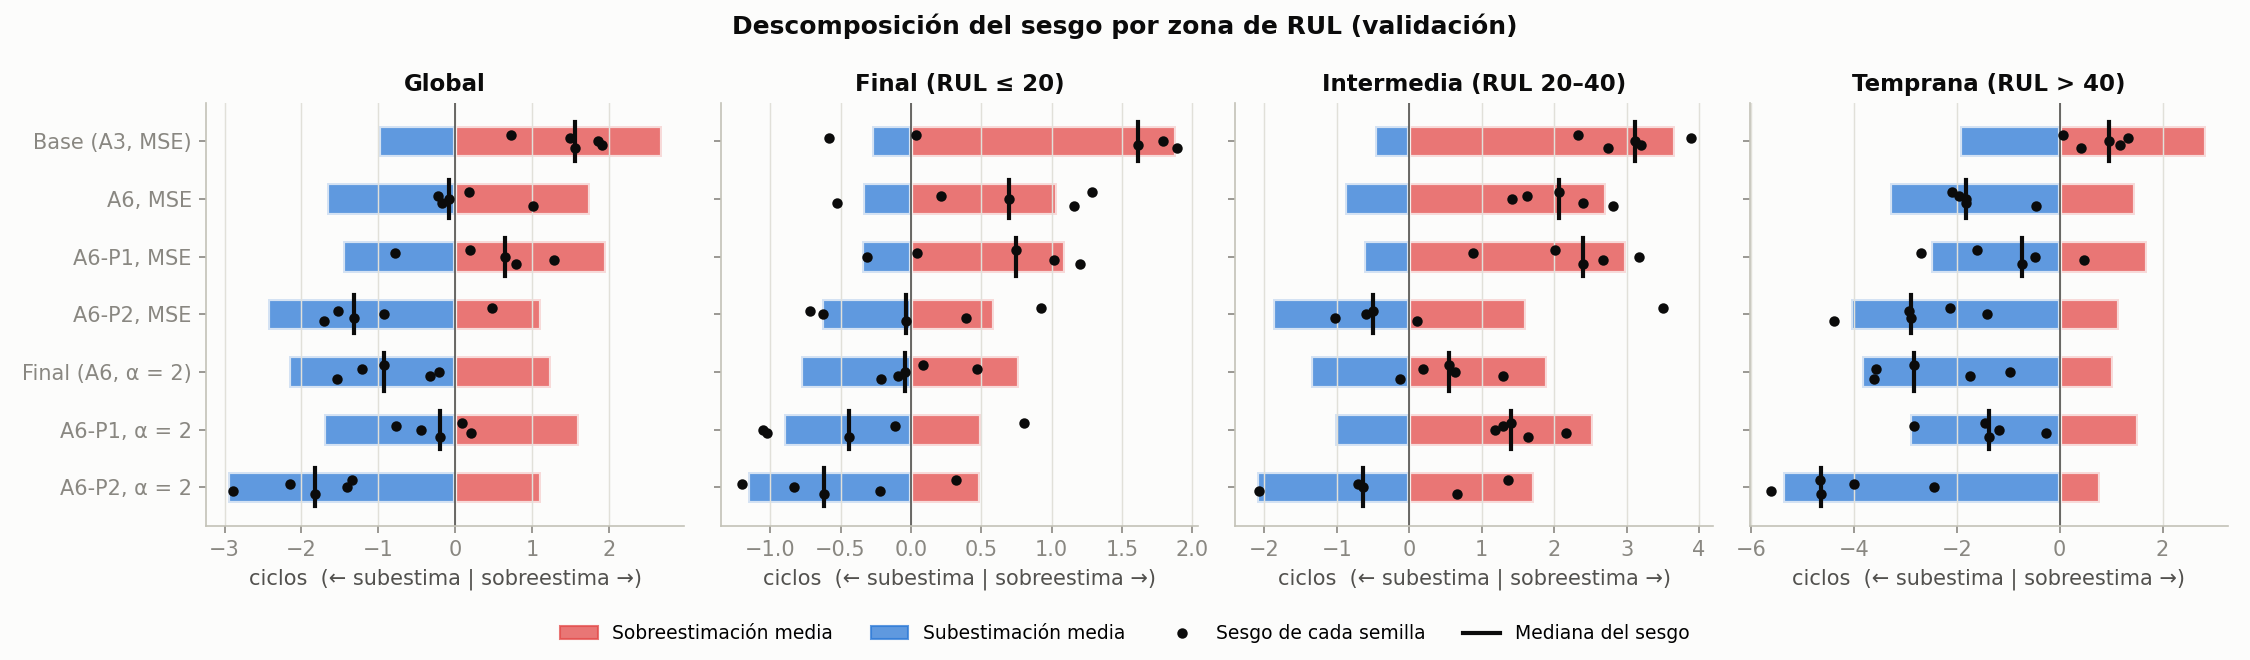 Descomposición del sesgo por zona de RUL (validación)
Global
Final (RUL ≤ 20)
Intermedia (RUL 20–40)
Temprana (RUL > 40)
Base (A3, MSE)
A6, MSE
A6-P1, MSE
A6-P2, MSE
Final (A6, α = 2)
A6-P1, α = 2
A6-P2, α = 2
−3 −2 −1 0 1 2
−1.0 −0.5 0.0 0.5 1.0 1.5 2.0
−2 −1 0 1 2 3 4
−6 −4 −2 0 2
ciclos (← subestima | sobreestima →)
ciclos (← subestima | sobreestima →)
ciclos (← subestima | sobreestima →)
ciclos (← subestima | sobreestima →)
Sobreestimación media
Subestimación media
Sesgo de cada semilla
Mediana del sesgo